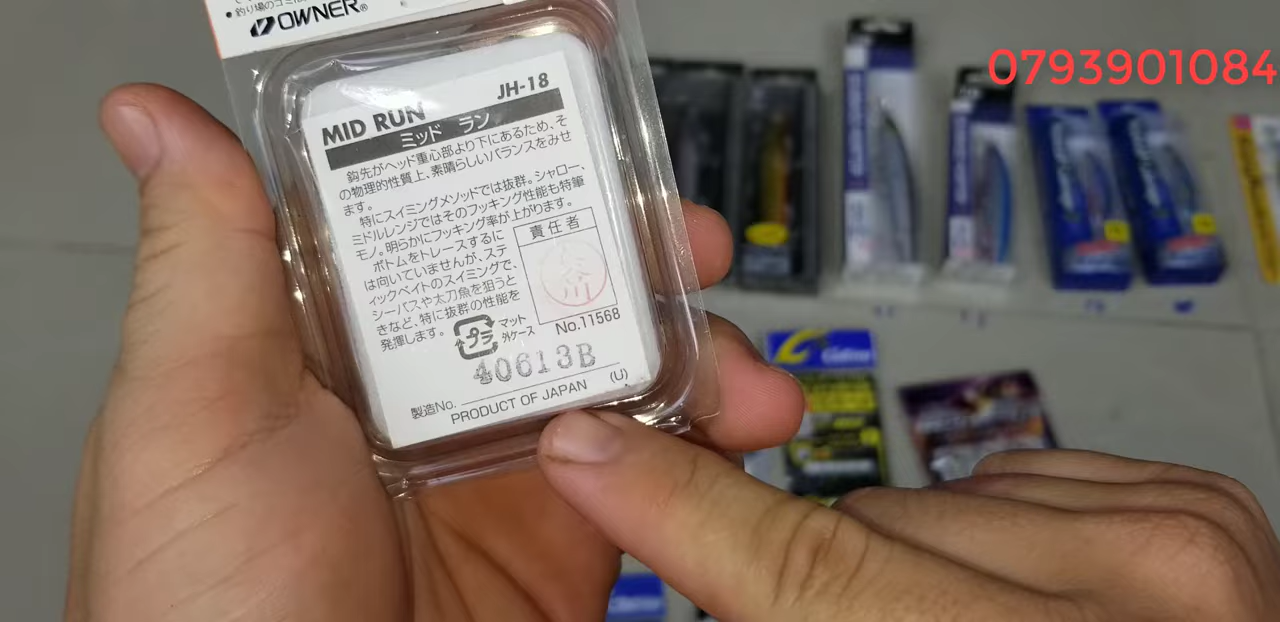 OWNER®
0793901084
JH-18
MID RUN
ミッド ラン
鈎先がヘッド重心部より下にあるため、そ
の物理的性質上、素晴らしいバランスをみせ
ます。
特にスイミングメソッドでは抜群。シャロー、
ミドルレンジではそのフッキング性能も特筆
モノ。明らかにフッキング率が上がります。
ボトムをトレースするに
は向いていませんが、ステ
ィックベイトのスイミングで、
シーバスや太刀魚を狙うと
きなど、特に抜群の性能を
発揮します。
責任者
プラ
マット
外ケース
No.11568
40613B
製造No.
PRODUCT OF JAPAN (U)